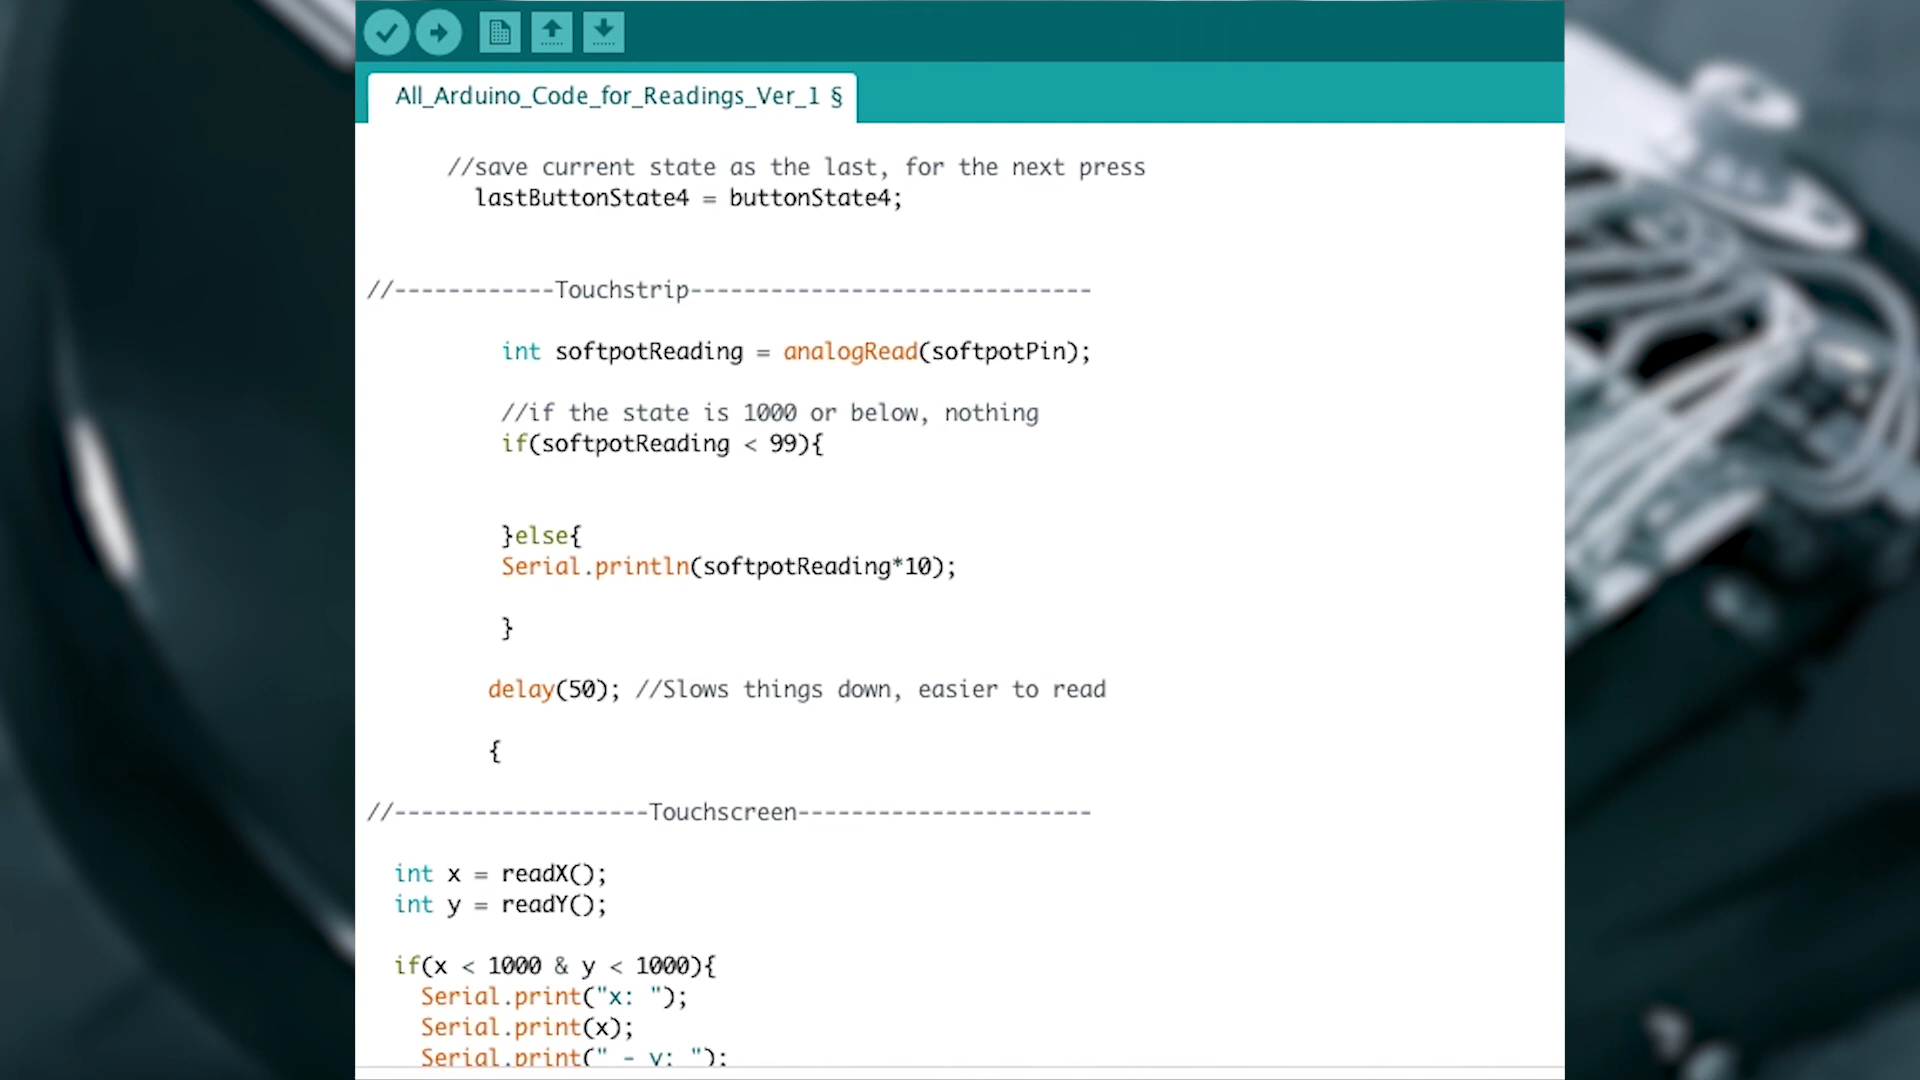 All_Arduino_Code_for_Readings_Ver_1 §
//save current state as the last, for the next press
lastButtonState4 = buttonState4;
//------------Touchstrip------------------------------
int softpotReading = analogRead(softpotPin);
//if the state is 1000 or below, nothing
if(softpotReading < 99){
}else{
Serial.println(softpotReading*10);
}
delay(50); //Slows things down, easier to read
{
//-------------------Touchscreen----------------------
int x = readX();
int y = readY();
if(x < 1000 & y < 1000){
Serial.print("x: ");
Serial.print(x);
Serial.print(" - y: ");